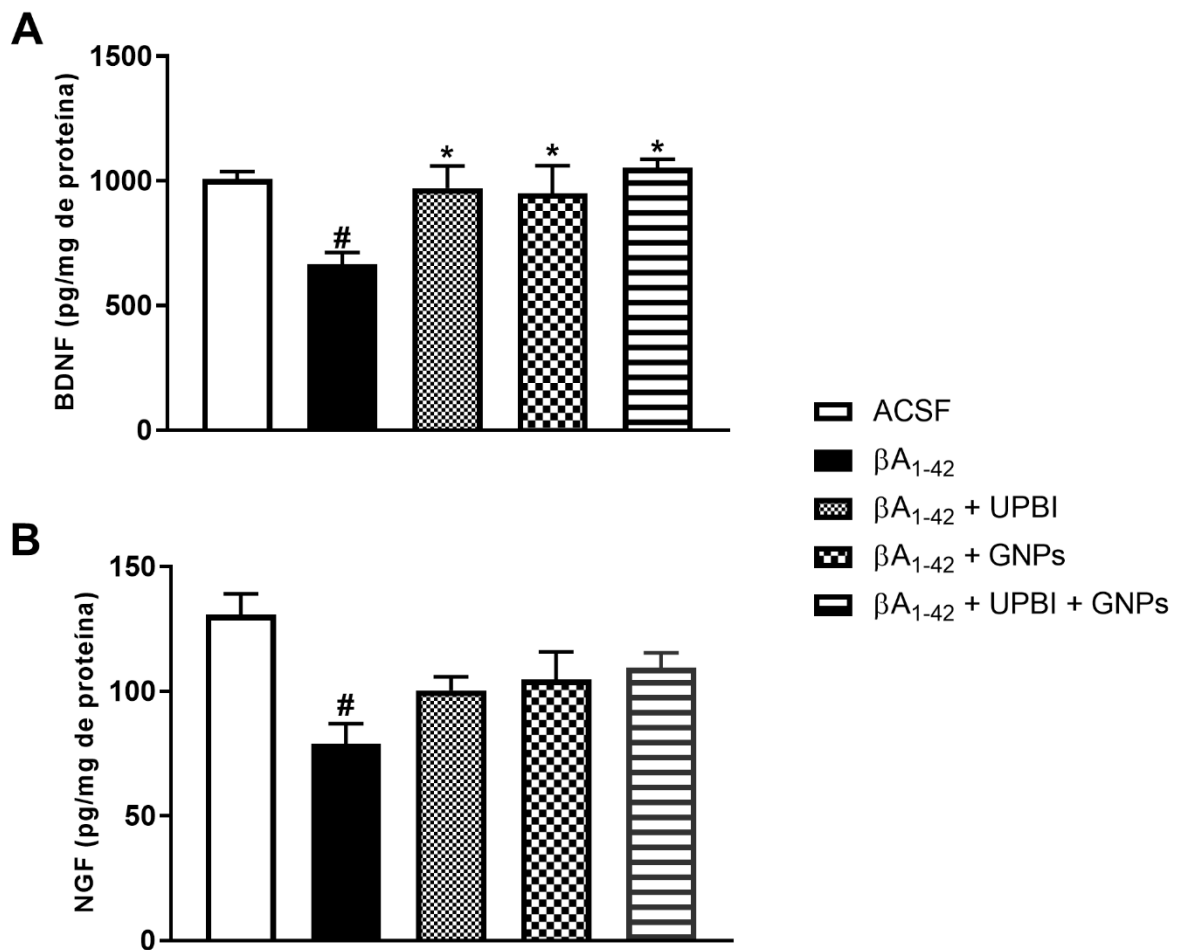 A
BDNF (pg/mg de proteína)
1500
1000
500
0
#
*
*
*
ACSF
βA₁₋₄₂
βA₁₋₄₂ + UPBI
βA₁₋₄₂ + GNPs
βA₁₋₄₂ + UPBI + GNPs
B
NGF (pg/mg de proteína)
150
100
50
0
#